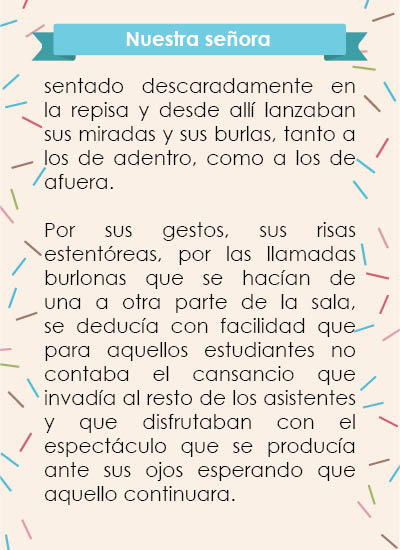 Nuestra señora
sentado descaradamente en
la repisa y desde allí lanzaban
sus miradas y sus burlas, tanto a
los de adentro, como a los de
afuera.
Por sus gestos, sus risas
estentóreas, por las llamadas
burlonas que se hacían de
una a otra parte de la sala,
se deducía con facilidad que
para aquellos estudiantes no
contaba el cansancio que
invadía al resto de los asistentes
y que disfrutaban con el
espectáculo que se producía
ante sus ojos esperando que
aquello continuara.